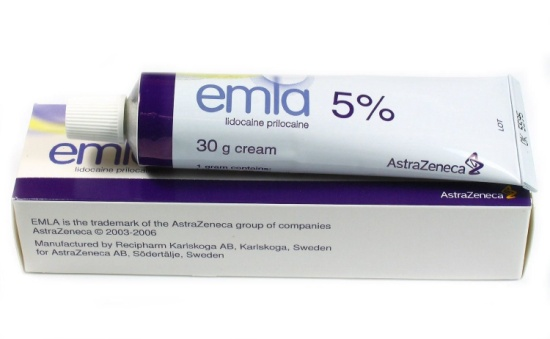 emla 5%
lidocaine prilocaine
30 g cream
1 gram contains:
AstraZeneca
LOT
emla
lidocaine prilocaine
AstraZeneca
EMLA is the trademark of the AstraZeneca group of companies
AstraZeneca © 2003-2006
Manufactured by Recipharm Karlskoga AB, Karlskoga, Sweden
for AstraZeneca AB, Södertälje, Sweden